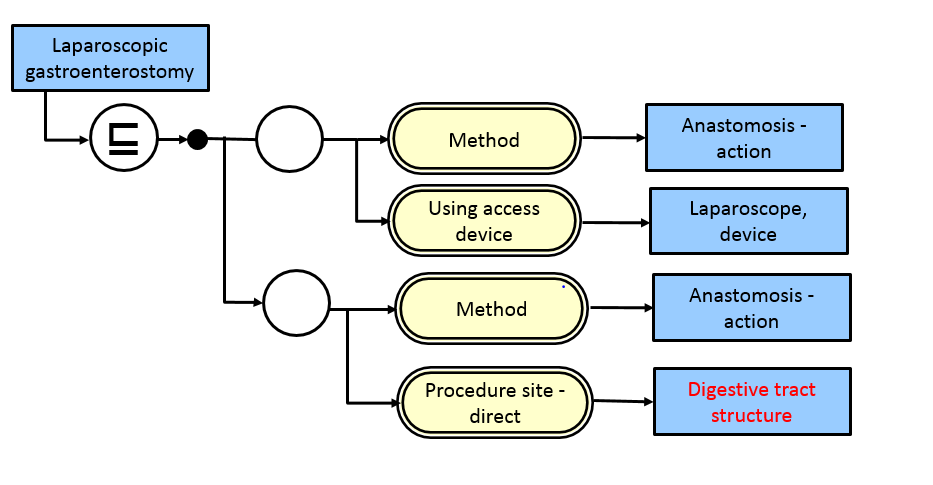 Laparoscopic
gastroenterostomy
⊑
Method
Anastomosis -
action
Using access
device
Laparoscope,
device
Method
Anastomosis -
action
Procedure site -
direct
Digestive tract
structure